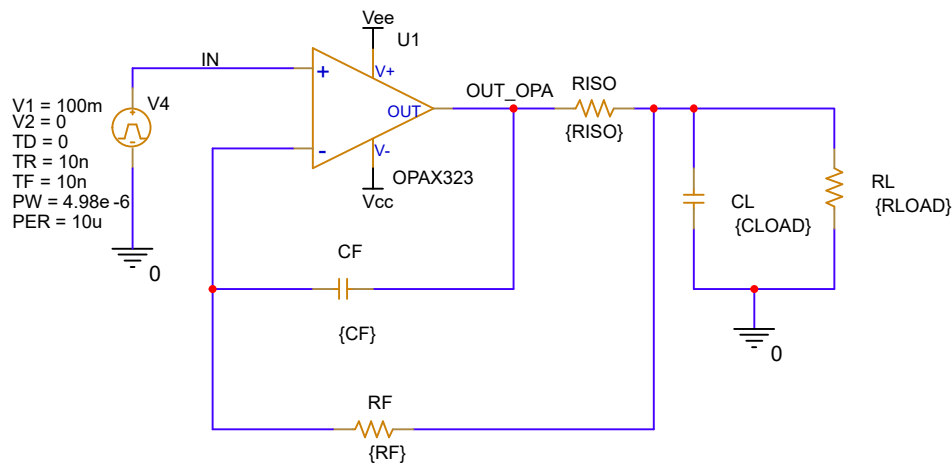 Vee
U1
IN
+
V+
OUT
-
V-
OPAX323
Vcc
OUT_OPA
RISO
{RISO}
V4
V1 = 100m
V2 = 0
TD = 0
TR = 10n
TF = 10n
PW = 4.98e -6
PER = 10u
0
CL
{CLOAD}
RL
{RLOAD}
0
CF
{CF}
RF
{RF}